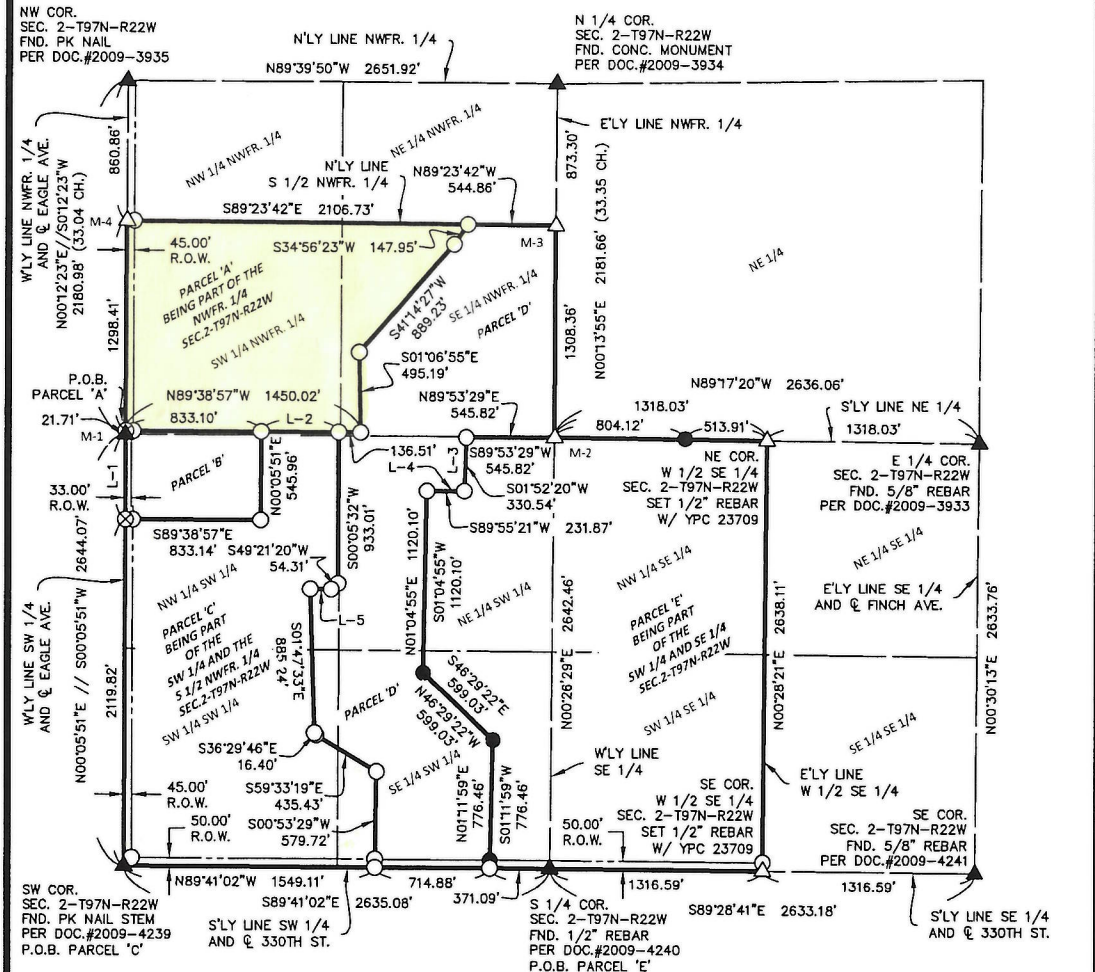 NW COR.
SEC. 2-T97N-R22W
FND. PK NAIL
PER DOC.#2009-3935
N'LY LINE NWFR. 1/4
N89°39'50"W 2651.92'
N 1/4 COR.
SEC. 2-T97N-R22W
FND. CONC. MONUMENT
PER DOC.#2009-3934
W'LY LINE NWFR. 1/4
AND ℄ EAGLE AVE.
N00°12'23"E//S0°12'23"W
2180.98' (33.04 CH.)
860.86'
NW 1/4 NWFR. 1/4
NE 1/4 NWFR. 1/4
E'LY LINE NWFR. 1/4
873.30'
N00°13'55"E 2181.66' (33.35 CH.)
N'LY LINE
S 1/2 NWFR. 1/4
N89°23'42"W
544.86'
S89°23'42"E 2106.73'
M-4
M-3
45.00'
R.O.W.
S34°56'23"W 147.95'
PARCEL 'A'
BEING PART OF THE
NWFR. 1/4
SEC.2-T97N-R22W
SW 1/4 NWFR. 1/4
S41°14'27"W
889.23'
SE 1/4 NWFR. 1/4
PARCEL 'D'
NE 1/4
1298.41'
1308.36'
S01°06'55"E
495.19'
P.O.B.
PARCEL 'A'
21.71'
M-1
N89°38'57"W 1450.02'
833.10'
L-2
N89°53'29"E
545.82'
N89°17'20"W 2636.06'
1318.03'
804.12'
513.91'
S'LY LINE NE 1/4
1318.03'
136.51'
L-3
L-4
S89°53'29"W
545.82'
M-2
L-1
33.00'
R.O.W.
PARCEL 'B'
N00°05'51"E
545.96'
S01°52'20"W
330.54'
S89°55'21"W 231.87'
NE COR.
W 1/2 SE 1/4
SEC. 2-T97N-R22W
SET 1/2" REBAR
W/ YPC 23709
E 1/4 COR.
SEC. 2-T97N-R22W
FND. 5/8" REBAR
PER DOC.#2009-3933
S89°38'57"E
833.14'
S49°21'20"W
54.31'
S00°05'32"W
933.01'
L-5
N01°04'55"E 1120.10'
S01°04'55"W
1120.10'
W'LY LINE SW 1/4
AND ℄ EAGLE AVE.
N00°05'51"E // S00°05'51"W 2644.07'
2119.82'
NW 1/4 SW 1/4
PARCEL 'C'
BEING PART
OF THE
SW 1/4 AND THE
S 1/2 NWFR. 1/4
SEC.2-T97N-R22W
SW 1/4 SW 1/4
S01°47'33"E
885.24'
NE 1/4 SW 1/4
N00°26'29"E 2642.46'
NW 1/4 SE 1/4
PARCEL 'E'
BEING PART
OF THE
SW 1/4 AND SE 1/4
SEC.2-T97N-R22W
SW 1/4 SE 1/4
N00°28'21"E 2638.11'
NE 1/4 SE 1/4
E'LY LINE SE 1/4
AND ℄ FINCH AVE.
N00°30'13"E 2633.76'
SE 1/4 SE 1/4
PARCEL 'D'
S46°29'22"E
599.03'
N46°29'22"W
599.03'
S36°29'46"E
16.40'
SE 1/4 SW 1/4
S59°33'19"E
435.43'
S00°53'29"W
579.72'
N01°11'59"E
776.46'
S01°11'59"W
776.46'
W'LY LINE
SE 1/4
E'LY LINE
W 1/2 SE 1/4
45.00'
R.O.W.
50.00'
R.O.W.
50.00'
R.O.W.
SE COR.
W 1/2 SE 1/4
SEC. 2-T97N-R22W
SET 1/2" REBAR
W/ YPC 23709
SE COR.
SEC. 2-T97N-R22W
FND. 5/8" REBAR
PER DOC.#2009-4241
N89°41'02"W 1549.11'
714.88'
371.09'
1316.59'
1316.59'
S89°41'02"E 2635.08'
S89°28'41"E 2633.18'
SW COR.
SEC. 2-T97N-R22W
FND. PK NAIL STEM
PER DOC.#2009-4239
P.O.B. PARCEL 'C'
S'LY LINE SW 1/4
AND ℄ 330TH ST.
S 1/4 COR.
SEC. 2-T97N-R22W
FND. 1/2" REBAR
PER DOC.#2009-4240
P.O.B. PARCEL 'E'
S'LY LINE SE 1/4
AND ℄ 330TH ST.